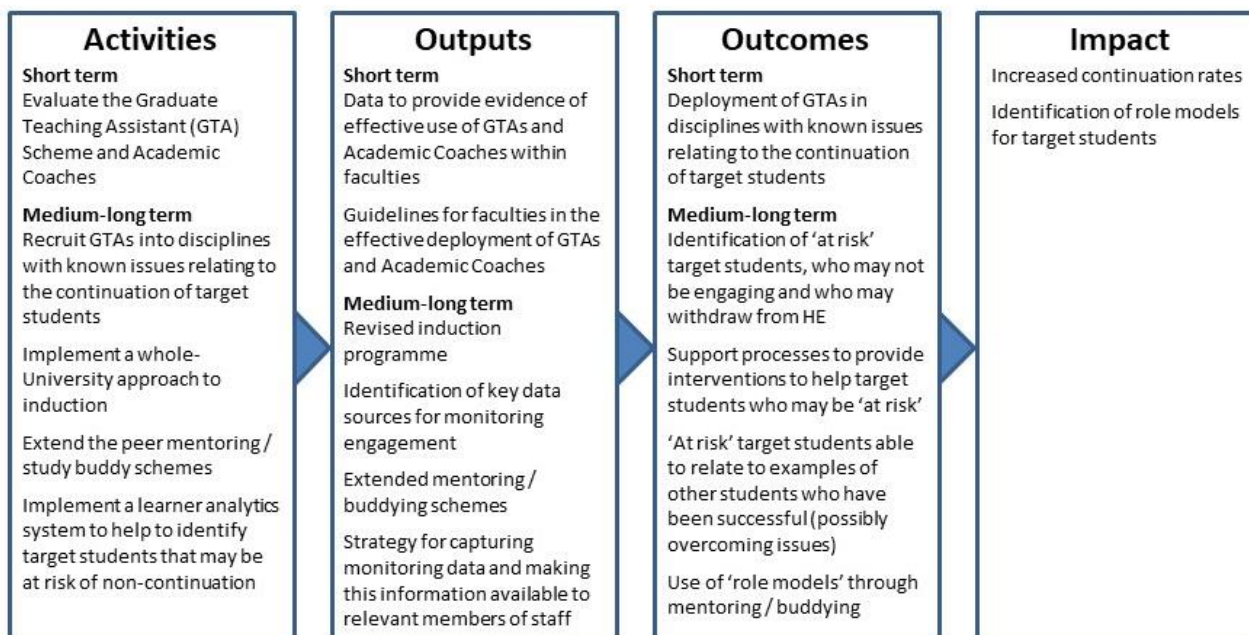 Activities
Short term
Evaluate the Graduate
Teaching Assistant (GTA)
Scheme and Academic
Coaches
Medium-long term
Recruit GTAs into disciplines
with known issues relating to
the continuation of target
students
Implement a whole-
University approach to
induction
Extend the peer mentoring /
study buddy schemes
Implement a learner analytics
system to help to identify
target students that may be
at risk of non-continuation
Outputs
Short term
Data to provide evidence of
effective use of GTAs and
Academic Coaches within
faculties
Guidelines for faculties in the
effective deployment of GTAs
and Academic Coaches
Medium-long term
Revised induction
programme
Identification of key data
sources for monitoring
engagement
Extended mentoring /
buddying schemes
Strategy for capturing
monitoring data and making
this information available to
relevant members of staff
Outcomes
Short term
Deployment of GTAs in
disciplines with known issues
relating to the continuation
of target students
Medium-long term
Identification of ‘at risk’
target students, who may not
be engaging and who may
withdraw from HE
Support processes to provide
interventions to help target
students who may be ‘at risk’
‘At risk’ target students able
to relate to examples of
other students who have
been successful (possibly
overcoming issues)
Use of ‘role models’ through
mentoring / buddying
Impact
Increased continuation rates
Identification of role models
for target students